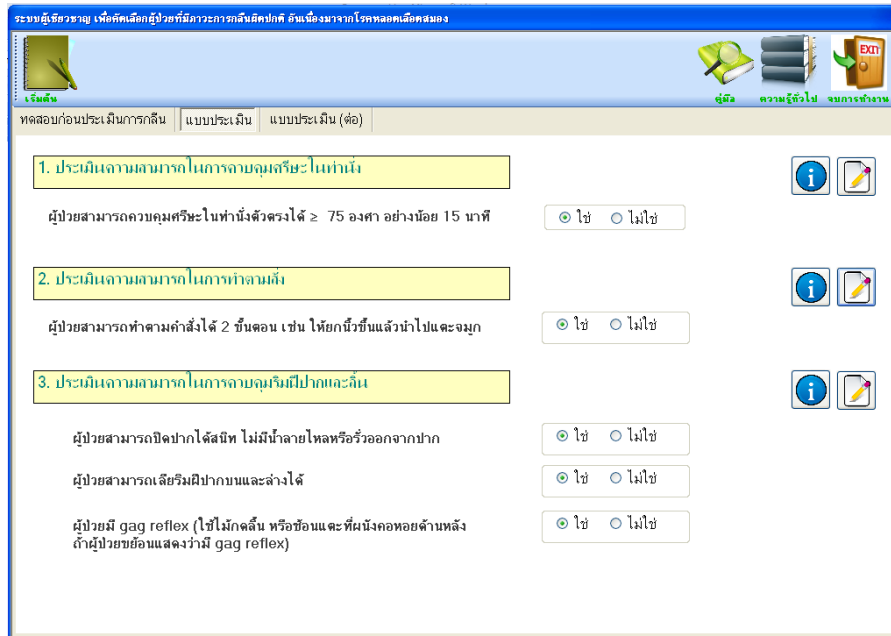 ระบบผู้เชี่ยวชาญ เพื่อคัดเลือกผู้ป่วยที่มีภาวะการกลืนผิดปกติ อันเนื่องมาจากโรคหลอดเลือดสมอง
เริ่มต้น
คู่มือ ความรู้ทั่วไป จบการทำงาน
EXIT
ทดสอบก่อนประเมินการกลืน แบบประเมิน แบบประเมิน (ต่อ)
1. ประเมินความสามารถในการควบคุมศรีษะในท่านั่ง
ผู้ป่วยสามารถควบคุมศรีษะในท่านั่งตัวตรงได้ ≥ 75 องศา อย่างน้อย 15 นาที ใช่ ไม่ใช่
2. ประเมินความสามารถในการทำตามสั่ง
ผู้ป่วยสามารถทำตามคำสั่งได้ 2 ขั้นตอน เช่น ให้ยกนิ้วขึ้นแล้วนำไปแตะจมูก ใช่ ไม่ใช่
3. ประเมินความสามารถในการควบคุมริมฝีปากและลิ้น
ผู้ป่วยสามารถปิดปากได้สนิท ไม่มีน้ำลายไหลหรือรั่วออกจากปาก ใช่ ไม่ใช่
ผู้ป่วยสามารถเลียริมฝีปากบนและล่างได้ ใช่ ไม่ใช่
ผู้ป่วยมี gag reflex (ใช้ไม้กดลิ้น หรือช้อนแตะที่ผนังคอหอยด้านหลัง ใช่ ไม่ใช่
ถ้าผู้ป่วยขย้อนแสดงว่ามี gag reflex)